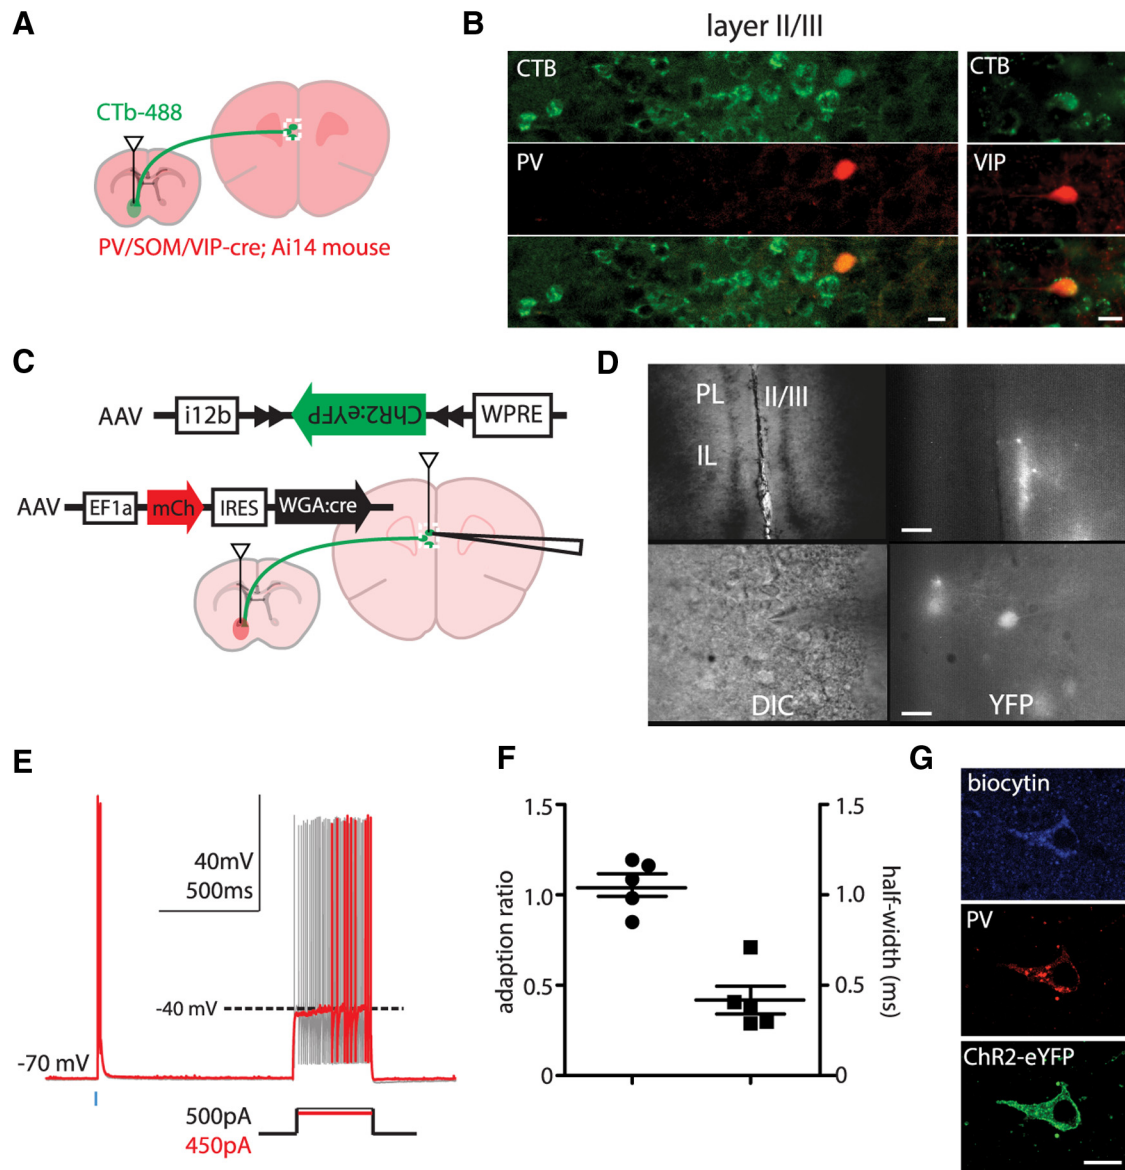 A
CTb-488
PV/SOM/VIP-cre; Ai14 mouse
B
layer II/III
CTB
CTB
PV
VIP
C
AAV
i12b
ChR2:eYFP
WPRE
AAV
EF1a
mCh
IRES
WGA:cre
D
PL
II/III
IL
DIC
YFP
E
40mV
500ms
-40 mV
-70 mV
500pA
450pA
F
1.5
1.0
0.5
0
adaption ratio
1.5
1.0
0.5
0
half-width (ms)
G
biocytin
PV
ChR2-eYFP